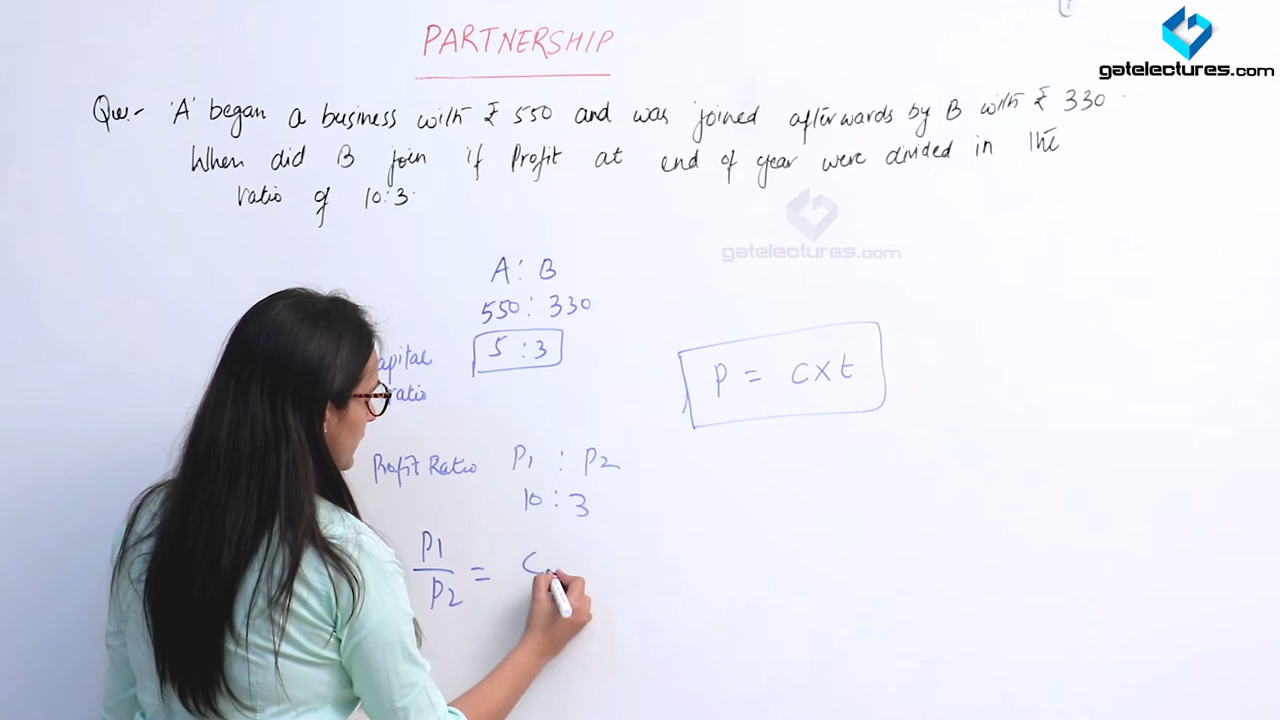 PARTNERSHIP
gatelectures.com
Que:- 'A' began a business with ₹ 550 and was joined afterwards by B with ₹ 330.
When did B join if Profit at end of year were divided in the
ratio of 10:3.
gatelectures.com
A : B
550 : 330
5 : 3
apital
ratio
P = C×t
Profit Ratio P1 : P2
10 : 3
P1
P2 = C